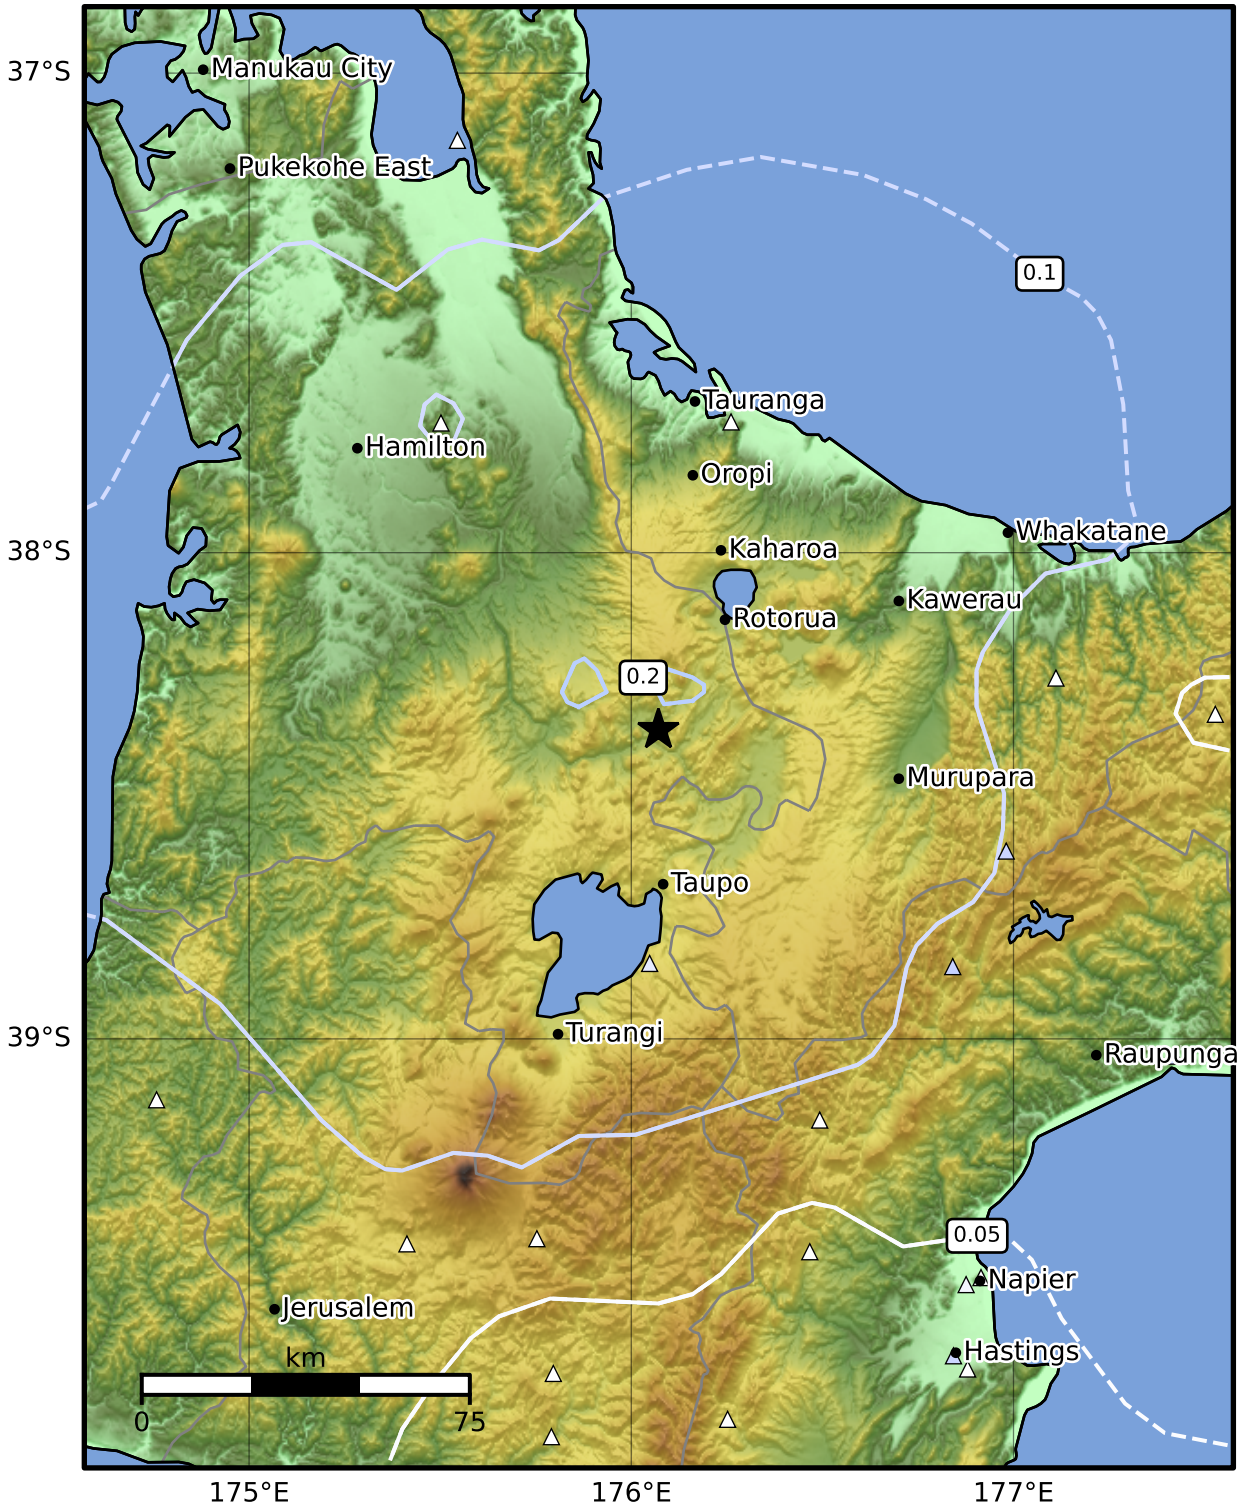 37°S
Manukau City
Pukekohe East
0.1
Tauranga
Hamilton
Oropi
Whakatane
38°S
Kaharoa
Kawerau
Rotorua
0.2
Murupara
Taupo
39°S
Turangi
Raupunga
0.05
Napier
Jerusalem
Hastings
km
0
75
175°E
176°E
177°E